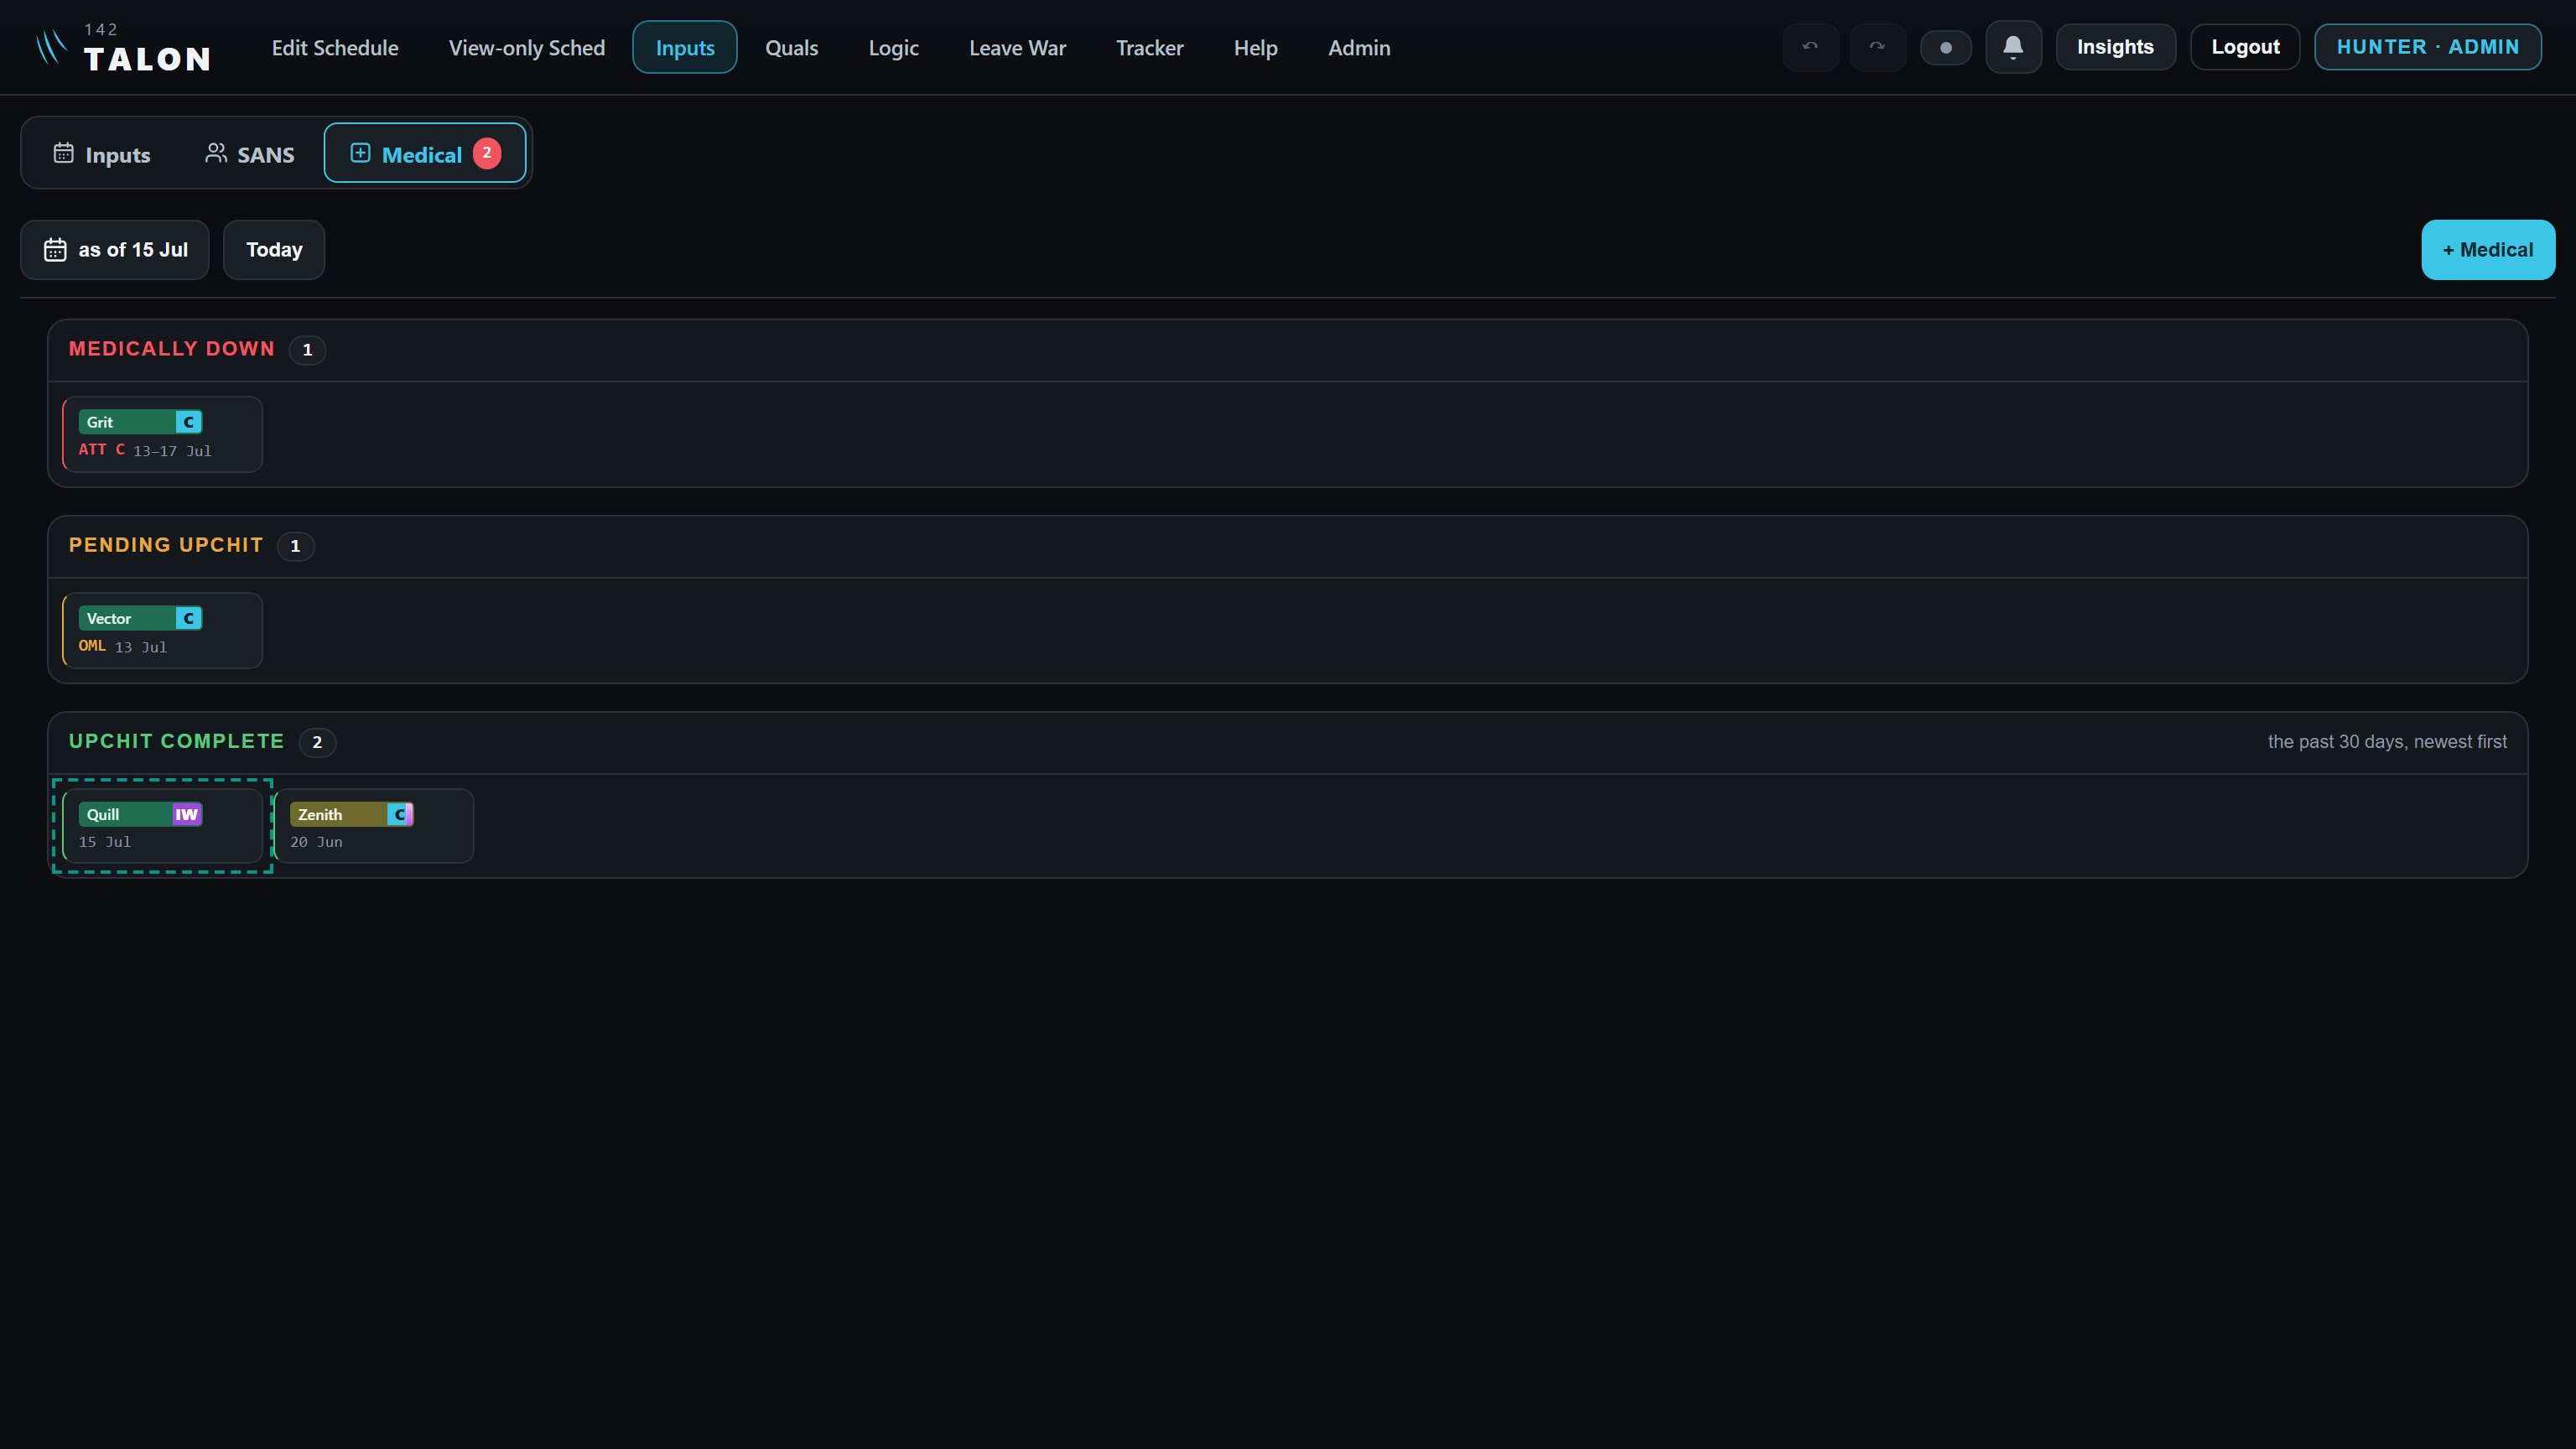 142
TALON
Edit Schedule
View-only Sched
Inputs
Quals
Logic
Leave War
Tracker
Help
Admin
Insights
Logout
HUNTER · ADMIN
Inputs
SANS
Medical 2
as of 15 Jul
Today
+ Medical
MEDICALLY DOWN 1
Grit C
ATT C 13–17 Jul
PENDING UPCHIT 1
Vector C
OML 13 Jul
UPCHIT COMPLETE 2
the past 30 days, newest first
Quill IW
15 Jul
Zenith C
20 Jun